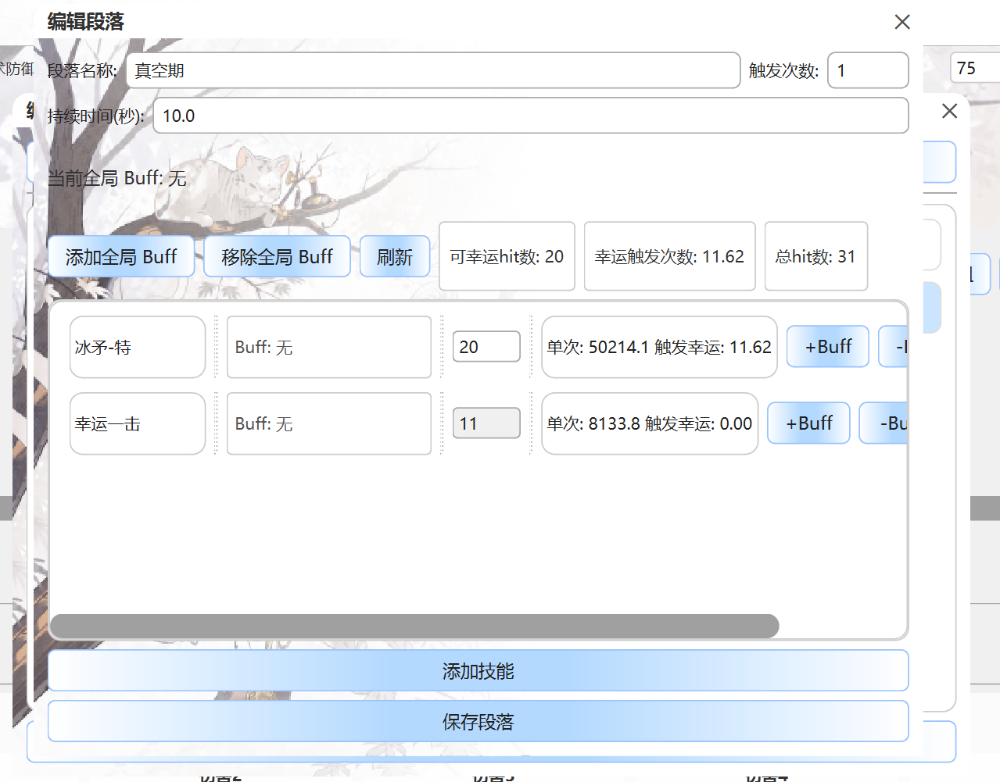 编辑段落
术防御
段落名称: 真空期 触发次数: 1
75
持续时间(秒): 10.0
当前全局 Buff: 无
添加全局 Buff 移除全局 Buff 刷新 可幸运hit数: 20 幸运触发次数: 11.62 总hit数: 31
冰矛-特 Buff: 无 20 单次: 50214.1 触发幸运: 11.62 +Buff
幸运一击 Buff: 无 11 单次: 8133.8 触发幸运: 0.00 +Buff -Bu
添加技能
保存段落